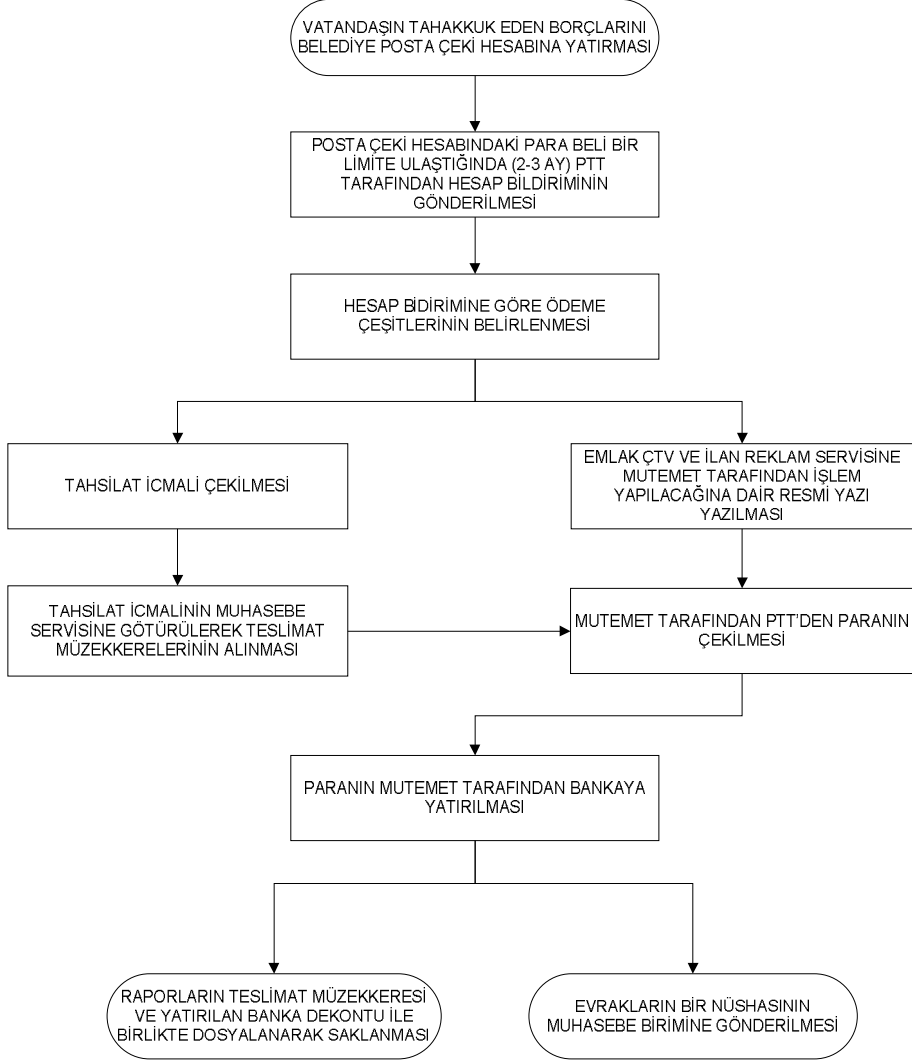 VATANDAŞIN TAHAKKUK EDEN BORÇLARINI
BELEDİYE POSTA ÇEKİ HESABINA YATIRMASI
POSTA ÇEKİ HESABINDAKİ PARA BELİ BİR
LİMİTE ULAŞTIĞINDA (2-3 AY) PTT
TARAFINDAN HESAP BİLDİRİMİNİN
GÖNDERİLMESİ
HESAP BİDİRİMİNE GÖRE ÖDEME
ÇEŞİTLERİNİN BELİRLENMESİ
TAHSİLAT İCMALİ ÇEKİLMESİ
EMLAK ÇTV VE İLAN REKLAM SERVİSİNE
MUTEMET TARAFINDAN İŞLEM
YAPILACAĞINA DAİR RESMİ YAZI
YAZILMASI
TAHSİLAT İCMALİNİN MUHASEBE
SERVİSİNE GÖTÜRÜLEREK TESLİMAT
MÜZEKKERELERİNİN ALINMASI
MUTEMET TARAFINDAN PTT'DEN PARANIN
ÇEKİLMESİ
PARANIN MUTEMET TARAFINDAN BANKAYA
YATIRILMASI
RAPORLARIN TESLİMAT MÜZEKKERESİ
VE YATIRILAN BANKA DEKONTU İLE
BİRLİKTE DOSYALANARAK SAKLANMASI
EVRAKLARIN BİR NÜSHASININ
MUHASEBE BİRİMİNE GÖNDERİLMESİ